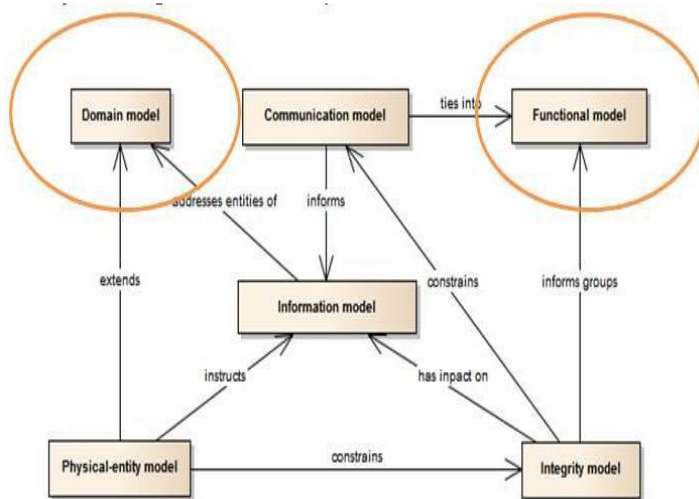 Domain model
Communication model
ties into
Functional model
addresses entities of
informs
extends
constrains
informs groups
Information model
instructs
has inpact on
Physical-entity model
constrains
Integrity model